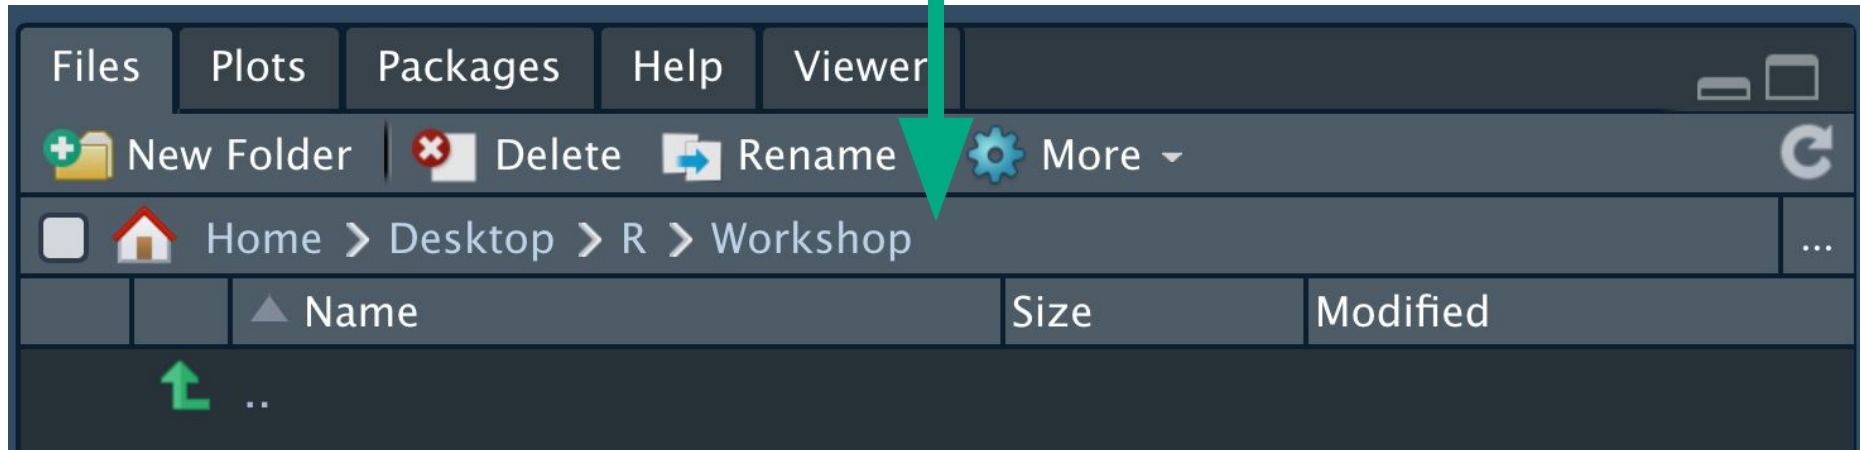 Files Plots Packages Help Viewer
New Folder Delete Rename More
Home Desktop R Workshop ...
Name Size Modified
..